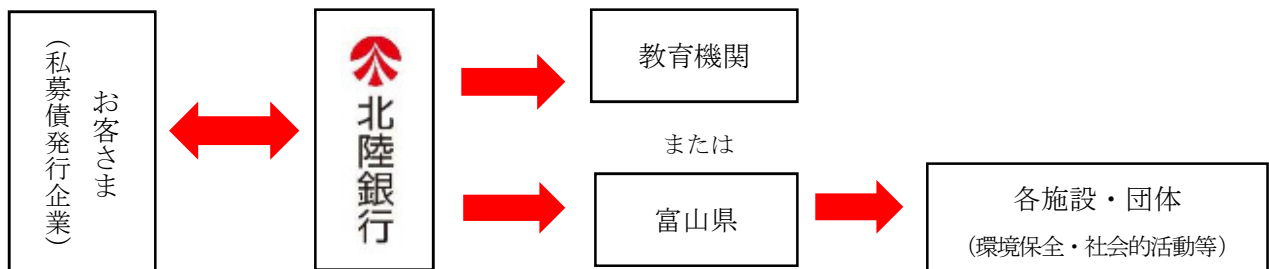 お客さま
（私募債発行企業）
北陸銀行
教育機関
または
富山県
各施設・団体
（環境保全・社会的活動等）